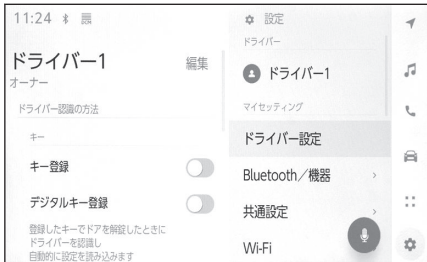 11:24
ドライバー1
編集
オーナー
ドライバー認識の方法
キー
キー登録
デジタルキー登録
登録したキーでドアを解錠したときに
ドライバーを認識し
自動的に設定を読み込みます
設定
ドライバー
ドライバー1
マイセッティング
ドライバー設定
Bluetooth／機器
共通設定
Wi-Fi